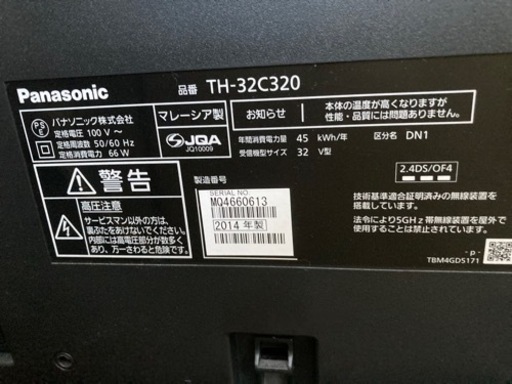 Panasonic
品番 TH-32C320
パナソニック株式会社
定格電圧 100 V ～
定格周波数 50/60 Hz
定格消費電力 66 W
マレーシア製
お知らせ
本体の温度が高くなりますが
性能・品質には問題ありません。
JQA
JQ10009
年間消費電力量 45 kWh/年 区分名 DN1
受信機型サイズ 32 V型
2.4DS/OF4
警告
高圧注意
サービスマン以外の方は、
裏ぶたをあけないでください。
内部には高電圧部分が数多く
あり、万一さわると危険です。
製造番号
SERIAL NO.
MQ4660613
2014 年製
技術基準適合証明済みの無線装置を
搭載しています。
法令により5GHz帯無線装置を屋外で
使用することは禁止されています。
- p -
TBM4GD5171